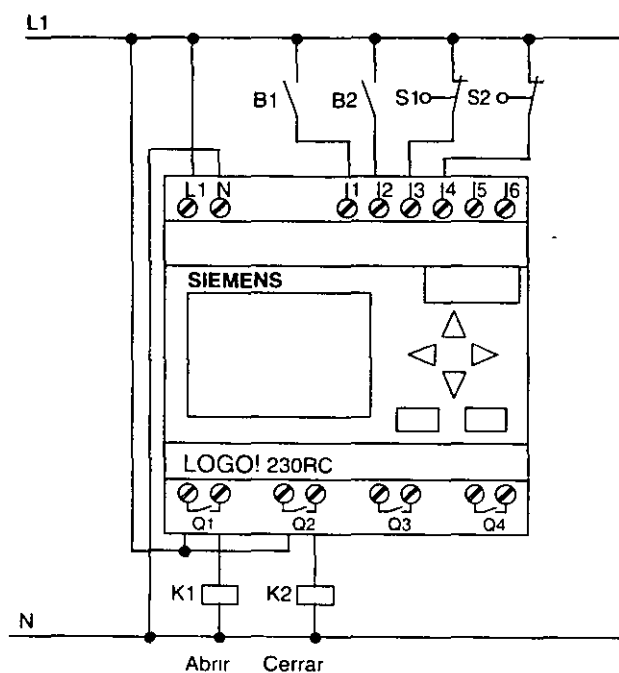 L1
B1 B2 S1 S2
L1 N I1 I2 I3 I4 I5 I6
SIEMENS
LOGO! 230RC
Q1 Q2 Q3 Q4
K1 K2
N
Abrir Cerrar